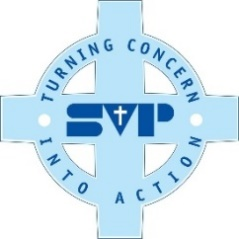 TURNING CONCERN
SVP
INTO ACTION